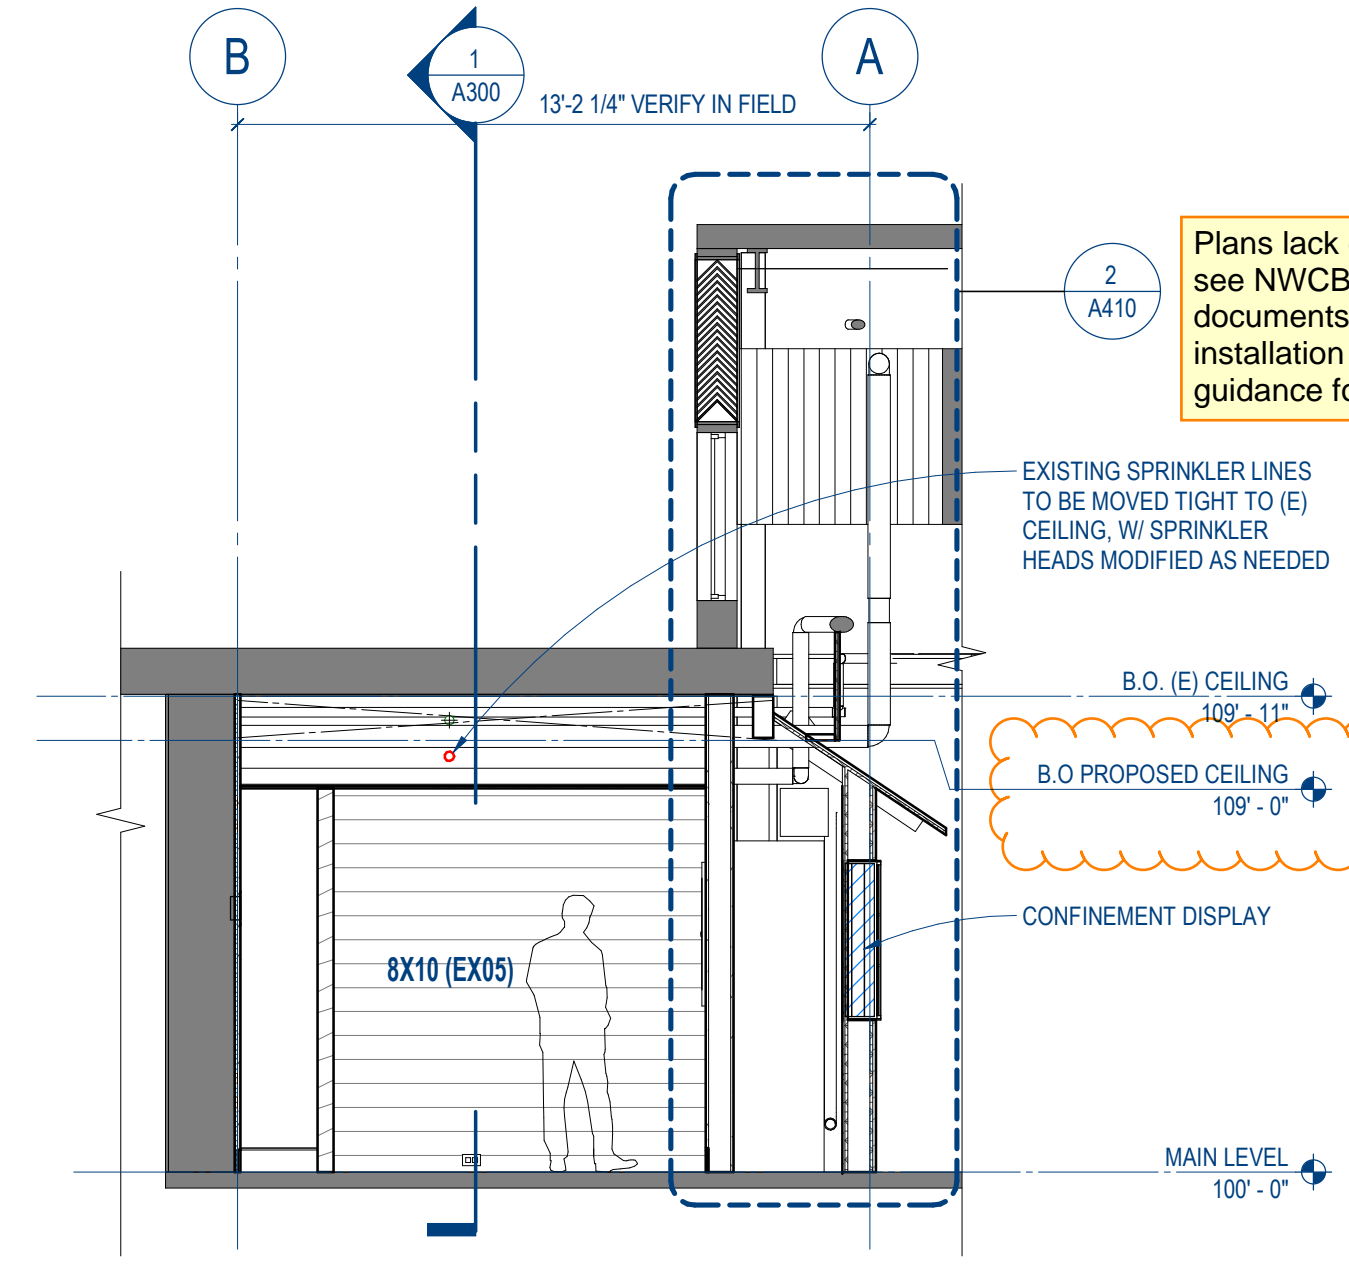 B
1
A300
A
13'-2 1/4" VERIFY IN FIELD
2
A410
Plans lack
see NWCB
documents
installation
guidance fo
EXISTING SPRINKLER LINES
TO BE MOVED TIGHT TO (E)
CEILING, W/ SPRINKLER
HEADS MODIFIED AS NEEDED
B.O. (E) CEILING
109' - 11"
B.O PROPOSED CEILING
109' - 0"
CONFINEMENT DISPLAY
8X10 (EX05)
MAIN LEVEL
100' - 0"